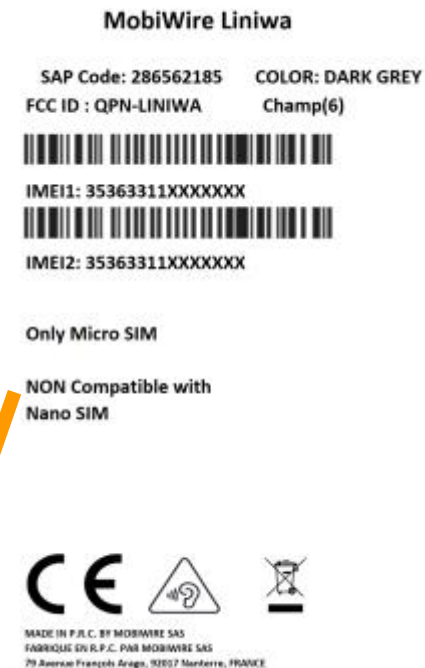 MobiWire Liniwa
SAP Code: 286562185 COLOR: DARK GREY
FCC ID : QPN-LINIWA Champ(6)
IMEI1: 35363311XXXXXXX
IMEI2: 35363311XXXXXXX
Only Micro SIM
NON Compatible with
Nano SIM
CE
MADE IN P.R.C. BY MOBIWIRE SAS
FABRIQUE EN R.P.C. PAR MOBIWIRE SAS
79 Avenue François Arago, 92017 Nanterre, FRANCE